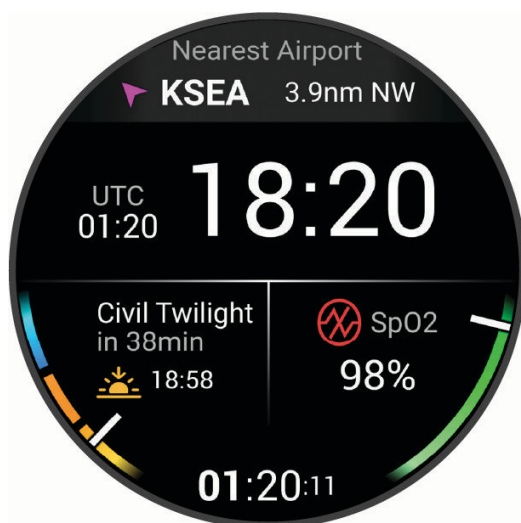 Nearest Airport
KSEA 3.9nm NW
UTC
01:20
18:20
Civil Twilight
in 38min
18:58
SpO2
98%
01:20:11